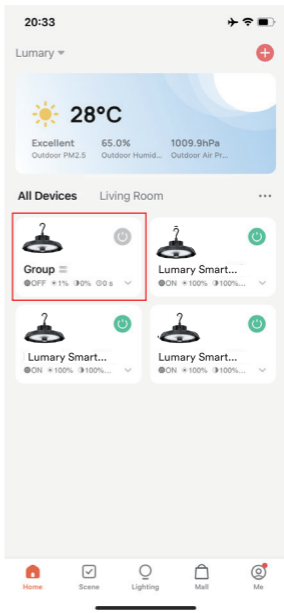 20:33
Lumary
28°C
Excellent 65.0% 1009.9hPa
Outdoor PM2.5 Outdoor Humid... Outdoor Air Pr...
All Devices Living Room
Group
OFF 1% 0% 0 s
Lumary Smart...
ON 100% 100%...
Lumary Smart...
ON 100% 100%...
Lumary Smart...
ON 100% 100%...
Home Scene Lighting Mall Me